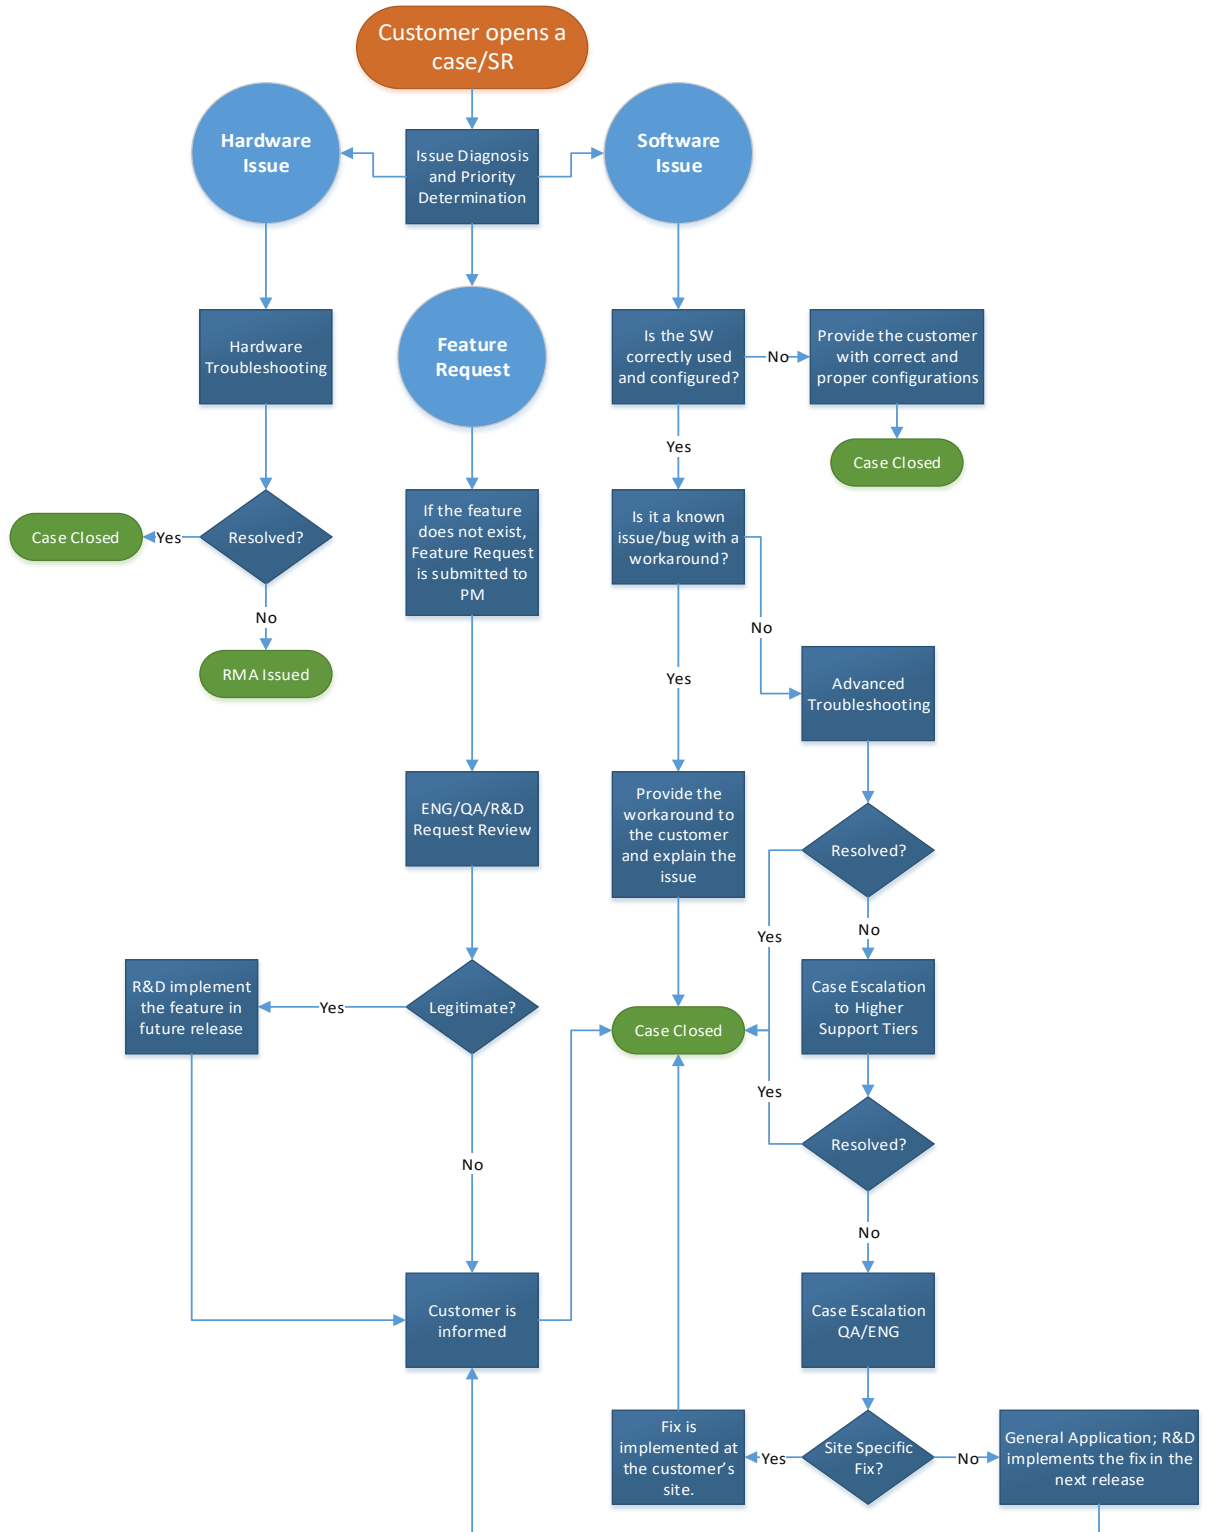 Customer opens a
case/SR
Hardware
Issue
Issue Diagnosis
and Priority
Determination
Software
Issue
Hardware
Troubleshooting
Feature
Request
Is the SW
correctly used
and configured?
No
Provide the customer
with correct and
proper configurations
Yes
Case Closed
Case Closed
Yes
Resolved?
If the feature
does not exist,
Feature Request
is submitted to
PM
Is it a known
issue/bug with a
workaround?
No
No
RMA Issued
Yes
Advanced
Troubleshooting
ENG/QA/R&D
Request Review
Provide the
workaround to
the customer
and explain the
issue
Resolved?
Yes
No
R&D implement
the feature in
future release
Yes
Legitimate?
Case Closed
Case Escalation
to Higher
Support Tiers
Yes
Resolved?
No
No
Customer is
informed
Case Escalation
QA/ENG
Fix is
implemented at
the customer’s
site.
Yes
Site Specific
Fix?
No
General Application; R&D
implements the fix in the
next release